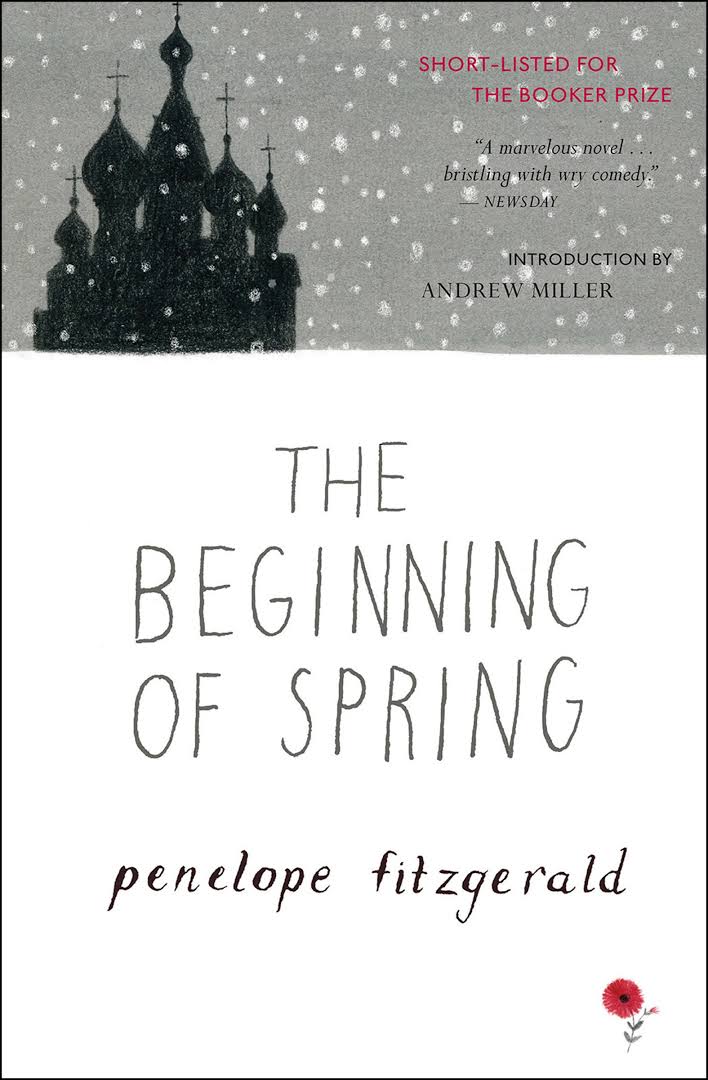 SHORT-LISTED FOR
THE BOOKER PRIZE
“A marvelous novel . . .
bristling with wry comedy.”
— NEWSDAY
INTRODUCTION BY
ANDREW MILLER
THE
BEGINNING
OF SPRING
penelope fitzgerald